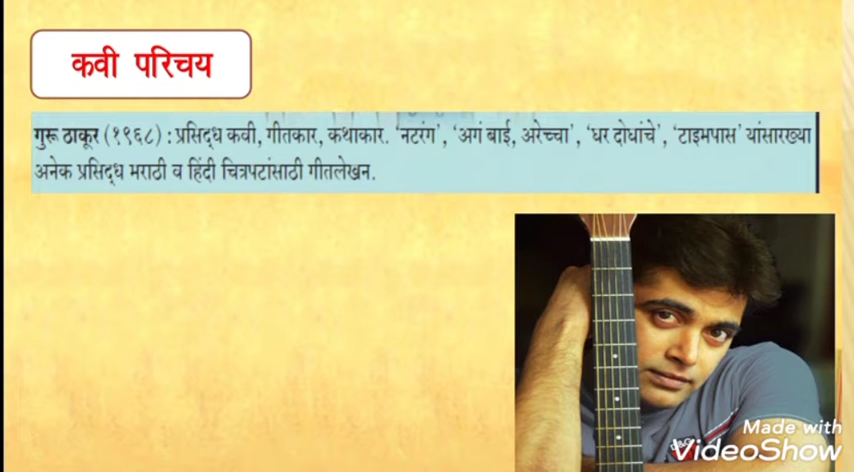 कवी परिचय
गुरू ठाकूर (१९६८) : प्रसिद्ध कवी, गीतकार, कथाकार. 'नटरंग', 'अगं बाई, अरेच्चा', 'धर दोधांचे', 'टाइमपास' यांसारख्या
अनेक प्रसिद्ध मराठी व हिंदी चित्रपटांसाठी गीतलेखन.
Made with
VideoShow